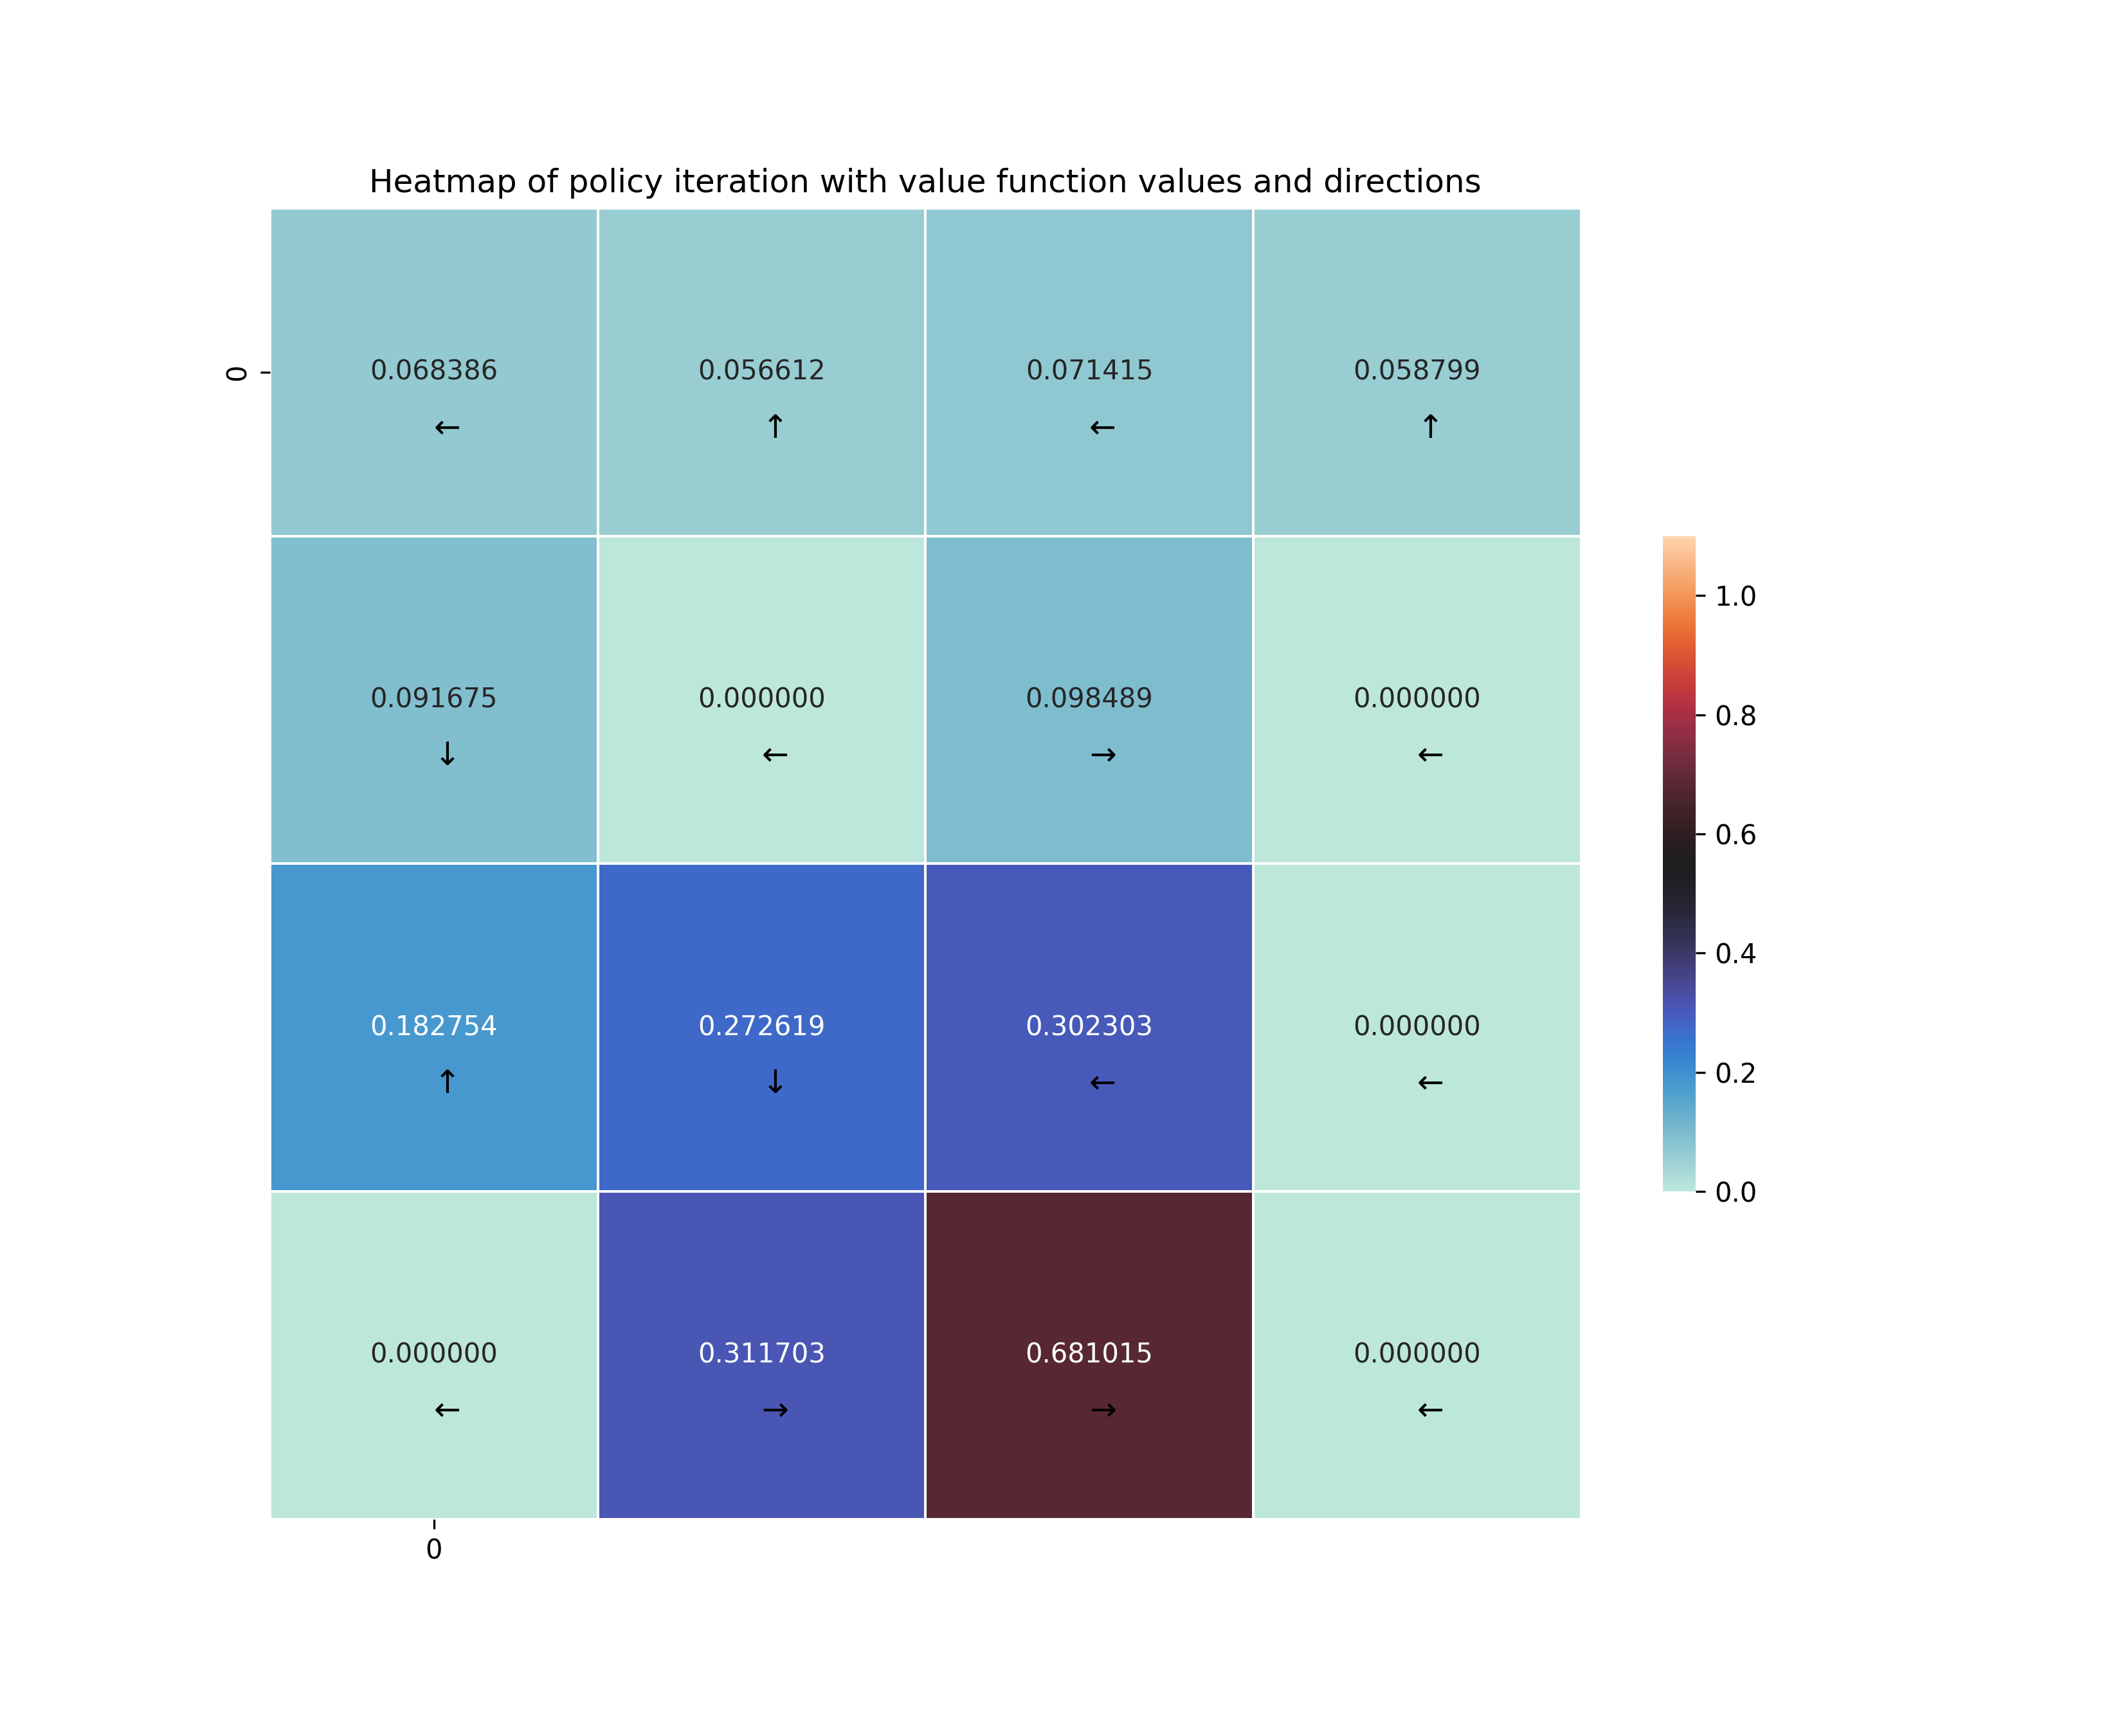 Heatmap of policy iteration with value function values and directions
0
0.068386 0.056612 0.071415 0.058799
← ↑ ← ↑
0.091675 0.000000 0.098489 0.000000
↓ ← → ←
0.182754 0.272619 0.302303 0.000000
↑ ↓ ← ←
0.000000 0.311703 0.681015 0.000000
← → → ←
0
1.0
0.8
0.6
0.4
0.2
0.0